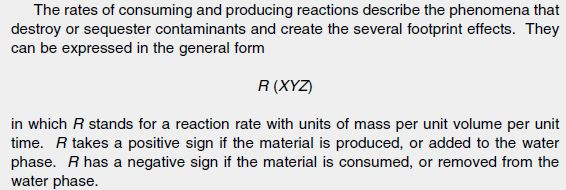 The rates of consuming and producing reactions describe the phenomena that
destroy or sequester contaminants and create the several footprint effects. They
can be expressed in the general form
R (XYZ)
in which R stands for a reaction rate with units of mass per unit volume per unit
time. R takes a positive sign if the material is produced, or added to the water
phase. R has a negative sign if the material is consumed, or removed from the
water phase.